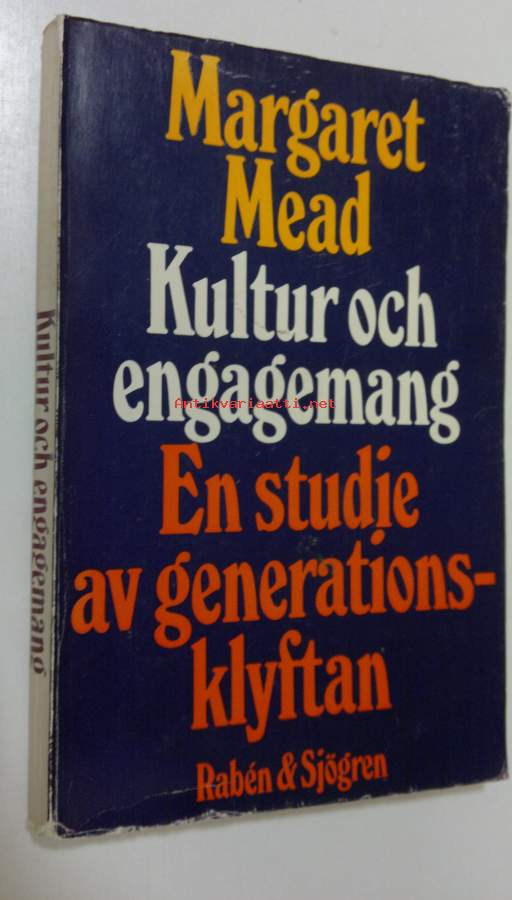 Margaret
Mead
Kultur och
engagemang
Antikvariaatti.net
En studie
av generations-
klyftan
Rabén & Sjögren
Kultur och engagemang